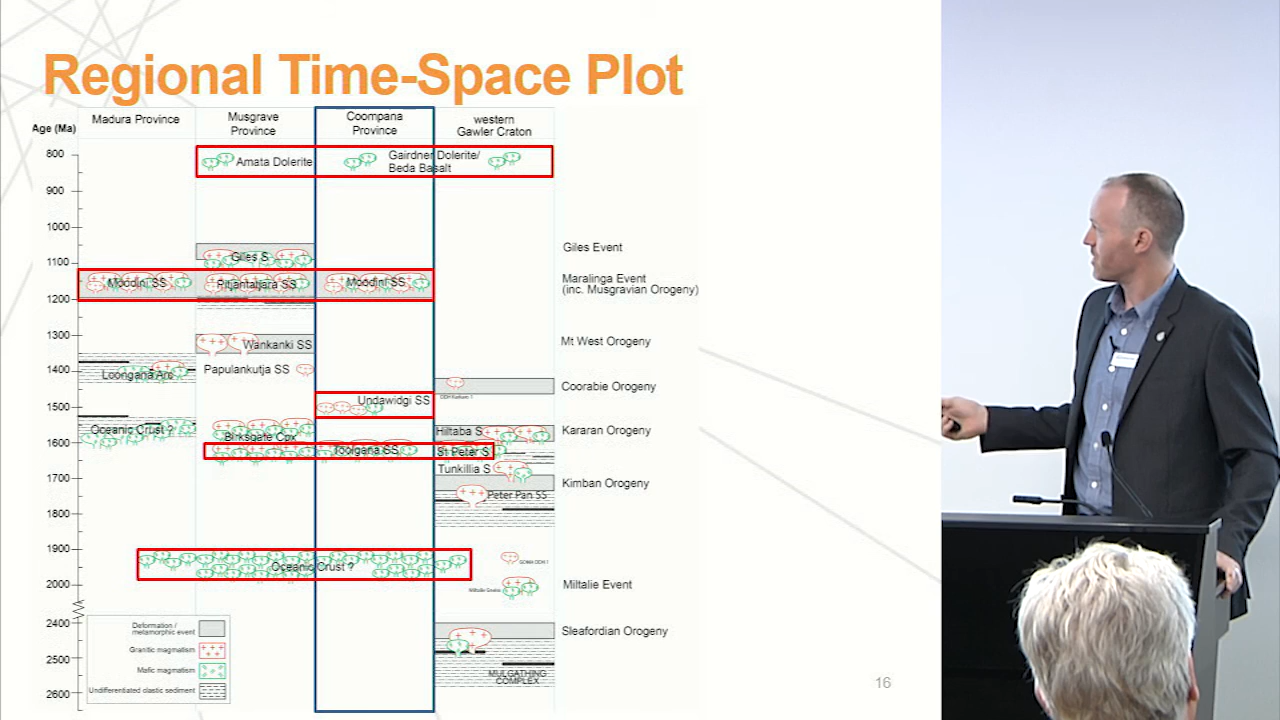 Regional Time-Space Plot
Age (Ma)
Madura Province
Musgrave
Province
Coompana
Province
western
Gawler Craton
800
Amata Dolerite
Gairdner Dolerite/
Beda Basalt
900
1000
Giles Event
Giles S
1100
Maralinga Event
(inc. Musgravian Orogeny)
Moodini SS
Pitjantatjara SS
Moodini SS
1200
1300
Wankanki SS
Mt West Orogeny
1400
Loongana Arc
Papulankutja SS
Coorabie Orogeny
Undawidgi SS
1500
Oceanic Crust ?
Birksgate Cpx
Hiltaba S
Kararan Orogeny
1600
Toolgana SS
St Peter S
Tunkillia S
1700
Kimban Orogeny
Peter Pan SS
1800
1900
Oceanic Crust ?
2000
Miltalie Event
2400
Sleafordian Orogeny
2500
MULGATHING
COMPLEX
2600
Deformation /
metamorphic event
Granitic magmatism
Mafic magmatism
Undifferentiated clastic sediment
16